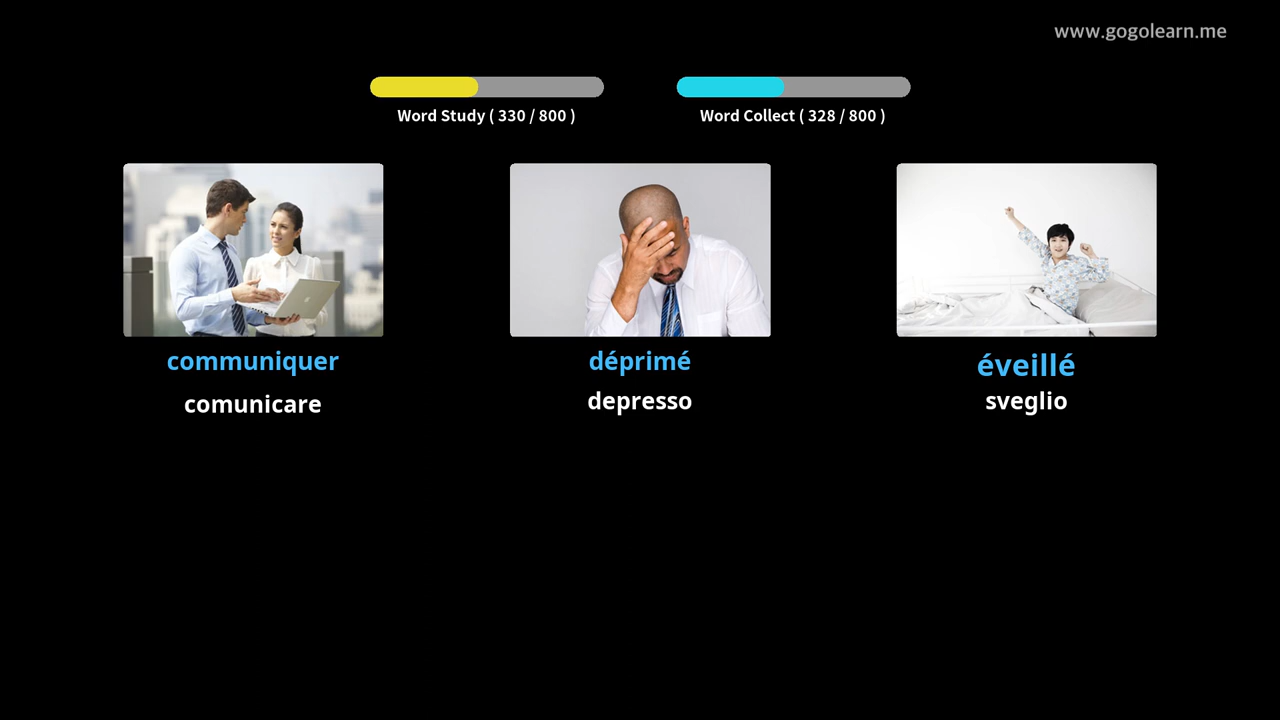 www.gogolearn.me
Word Study ( 330 / 800 )
Word Collect ( 328 / 800 )
communiquer
comunicare
déprimé
depresso
éveillé
sveglio